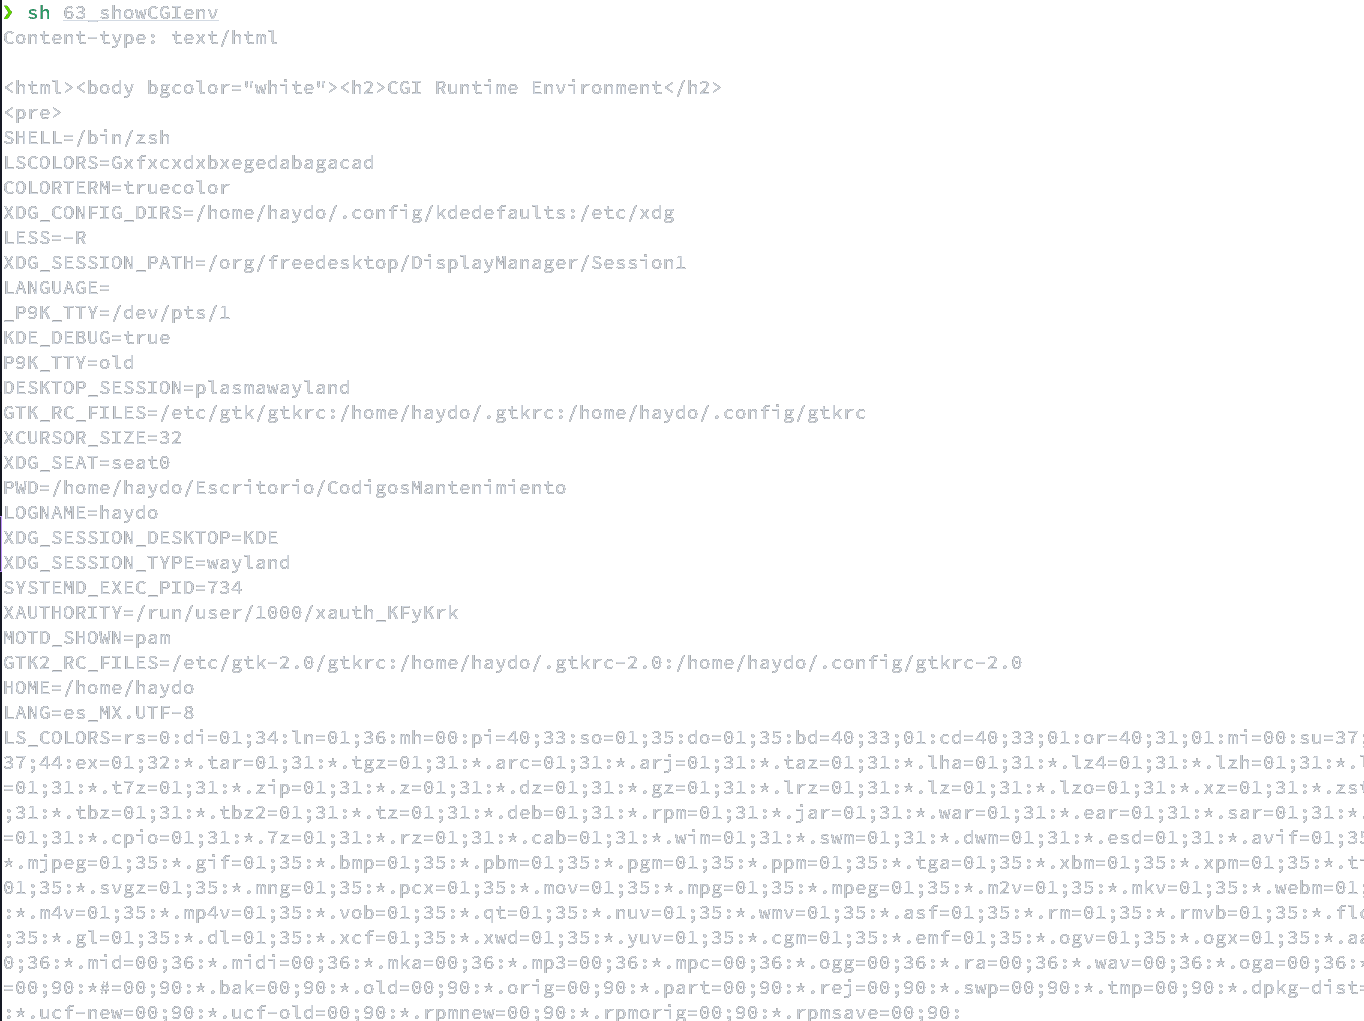 ❯ sh 63_showCGIenv
Content-type: text/html
<html><body bgcolor="white"><h2>CGI Runtime Environment</h2>
<pre>
SHELL=/bin/zsh
LSCOLORS=Gxfxcxdxbxegedabagacad
COLORTERM=truecolor
XDG_CONFIG_DIRS=/home/haydo/.config/kdedefaults:/etc/xdg
LESS=-R
XDG_SESSION_PATH=/org/freedesktop/DisplayManager/Session1
LANGUAGE=
_P9K_TTY=/dev/pts/1
KDE_DEBUG=true
P9K_TTY=old
DESKTOP_SESSION=plasmawayland
GTK_RC_FILES=/etc/gtk/gtkrc:/home/haydo/.gtkrc:/home/haydo/.config/gtkrc
XCURSOR_SIZE=32
XDG_SEAT=seat0
PWD=/home/haydo/Escritorio/CodigosMantenimiento
LOGNAME=haydo
XDG_SESSION_DESKTOP=KDE
XDG_SESSION_TYPE=wayland
SYSTEMD_EXEC_PID=734
XAUTHORITY=/run/user/1000/xauth_KFyKrk
MOTD_SHOWN=pam
GTK2_RC_FILES=/etc/gtk-2.0/gtkrc:/home/haydo/.gtkrc-2.0:/home/haydo/.config/gtkrc-2.0
HOME=/home/haydo
LANG=es_MX.UTF-8
LS_COLORS=rs=0:di=01;34:ln=01;36:mh=00:pi=40;33:so=01;35:do=01;35:bd=40;33;01:cd=40;33;01:or=40;31;01:mi=00:su=37;
37;44:ex=01;32:*.tar=01;31:*.tgz=01;31:*.arc=01;31:*.arj=01;31:*.taz=01;31:*.lha=01;31:*.lz4=01;31:*.lzh=01;31:*.l
=01;31:*.t7z=01;31:*.zip=01;31:*.z=01;31:*.dz=01;31:*.gz=01;31:*.lrz=01;31:*.lz=01;31:*.lzo=01;31:*.xz=01;31:*.zst
;31:*.tbz=01;31:*.tbz2=01;31:*.tz=01;31:*.deb=01;31:*.rpm=01;31:*.jar=01;31:*.war=01;31:*.ear=01;31:*.sar=01;31:*.
=01;31:*.cpio=01;31:*.7z=01;31:*.rz=01;31:*.cab=01;31:*.wim=01;31:*.swm=01;31:*.dwm=01;31:*.esd=01;31:*.avif=01;35
*.mjpeg=01;35:*.gif=01;35:*.bmp=01;35:*.pbm=01;35:*.pgm=01;35:*.ppm=01;35:*.tga=01;35:*.xbm=01;35:*.xpm=01;35:*.ti
01;35:*.svgz=01;35:*.mng=01;35:*.pcx=01;35:*.mov=01;35:*.mpg=01;35:*.mpeg=01;35:*.m2v=01;35:*.mkv=01;35:*.webm=01;
:*.m4v=01;35:*.mp4v=01;35:*.vob=01;35:*.qt=01;35:*.nuv=01;35:*.wmv=01;35:*.asf=01;35:*.rm=01;35:*.rmvb=01;35:*.flc
;35:*.gl=01;35:*.dl=01;35:*.xcf=01;35:*.xwd=01;35:*.yuv=01;35:*.cgm=01;35:*.emf=01;35:*.ogv=01;35:*.ogx=01;35:*.aa
0;36:*.mid=00;36:*.midi=00;36:*.mka=00;36:*.mp3=00;36:*.mpc=00;36:*.ogg=00;36:*.ra=00;36:*.wav=00;36:*.oga=00;36:*
=00;90:*#=00;90:*.bak=00;90:*.old=00;90:*.orig=00;90:*.part=00;90:*.rej=00;90:*.swp=00;90:*.tmp=00;90:*.dpkg-dist=
:*.ucf-new=00;90:*.ucf-old=00;90:*.rpmnew=00;90:*.rpmorig=00;90:*.rpmsave=00;90: